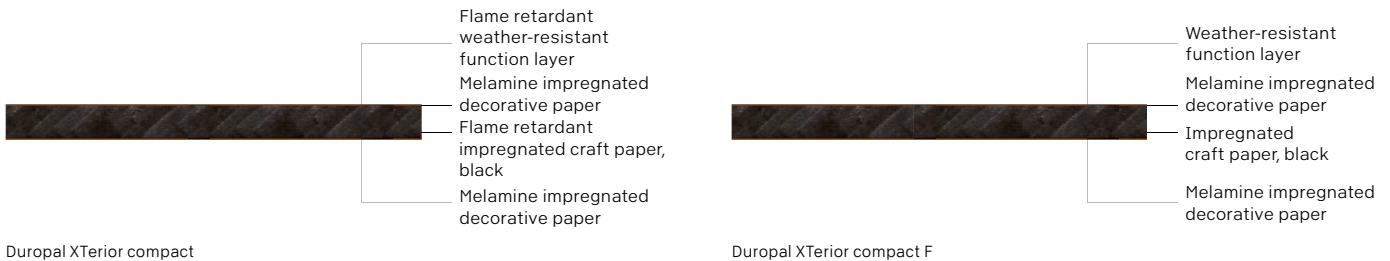 Flame retardant
weather-resistant
function layer
Melamine impregnated
decorative paper
Flame retardant
impregnated craft paper,
black
Melamine impregnated
decorative paper
Duropal XTerior compact
Weather-resistant
function layer
Melamine impregnated
decorative paper
Impregnated
craft paper, black
Melamine impregnated
decorative paper
Duropal XTerior compact F